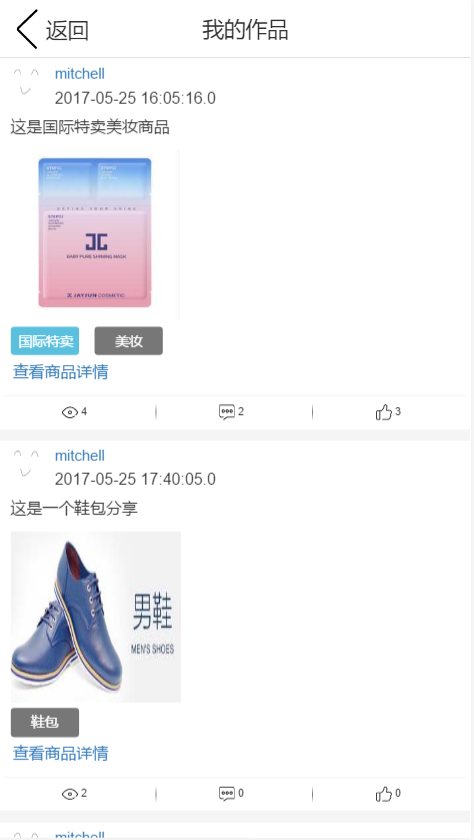 返回
我的作品
mitchell
2017-05-25 16:05:16.0
这是国际特卖美妆商品
BABY PURE SHINING MASK
JAYJUN COSMETIC
国际特卖 美妆
查看商品详情
4 2 3
mitchell
2017-05-25 17:40:05.0
这是一个鞋包分享
男鞋
MEN'S SHOES
鞋包
查看商品详情
2 0 0
mitchell